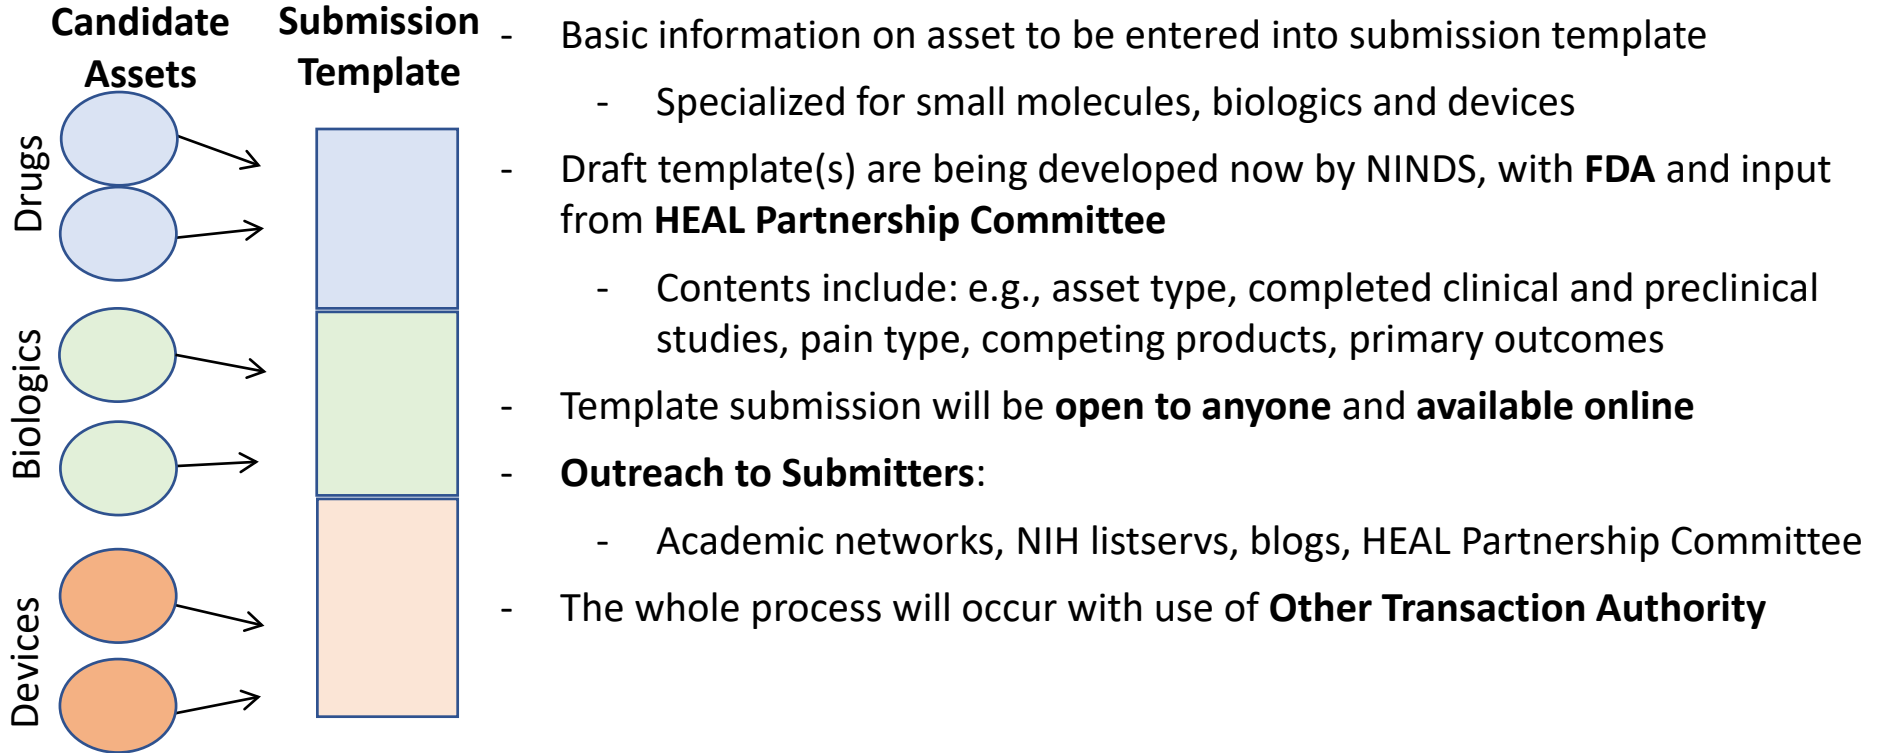 Candidate
Assets
Submission
Template
Drugs
Biologics
Devices
- Basic information on asset to be entered into submission template
- Specialized for small molecules, biologics and devices
- Draft template(s) are being developed now by NINDS, with FDA and input
from HEAL Partnership Committee
- Contents include: e.g., asset type, completed clinical and preclinical
studies, pain type, competing products, primary outcomes
- Template submission will be open to anyone and available online
- Outreach to Submitters:
- Academic networks, NIH listservs, blogs, HEAL Partnership Committee
- The whole process will occur with use of Other Transaction Authority